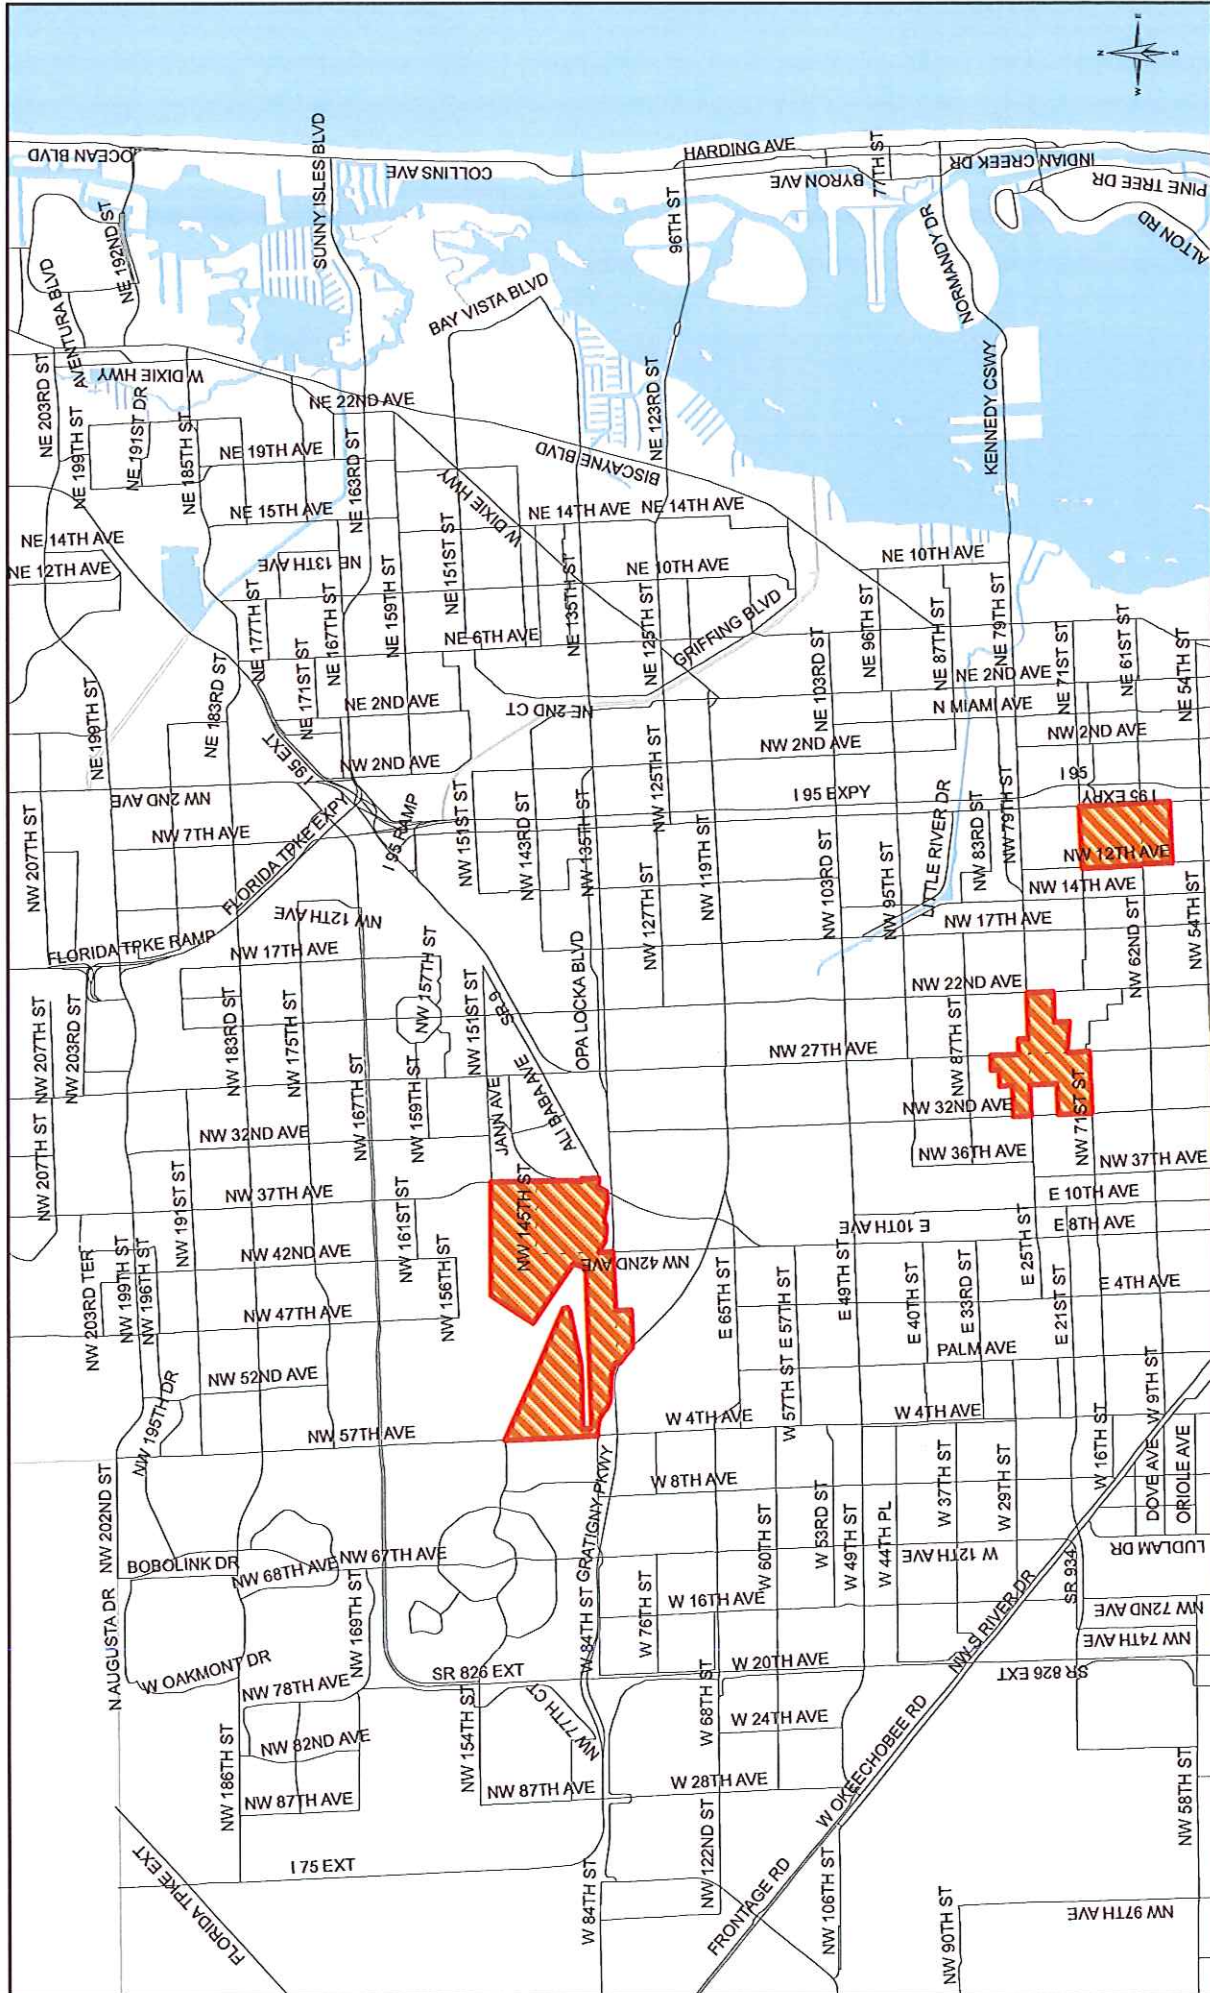 N
E
S
W
OCEAN BLVD
NE 192ND ST
AVENTURA BLVD
SUNNY ISLES BLVD
COLLINS AVE
HARDING AVE
BYRON AVE
77TH ST
INDIAN CREEK DR
PINE TREE DR
ALTON RD
96TH ST
NORMANDY DR
BAY VISTA BLVD
KENNEDY CSWY
NE 203RD ST
NE 199TH ST
NE 191ST DR
W DIXIE HWY
NE 185TH ST
NE 22ND AVE
NE 19TH AVE
NE 163RD ST
NE 15TH AVE
NE 123RD ST
BISCAYNE BLVD
W DIXIE HWY
NE 14TH AVE
NE 12TH AVE
NE 13TH AVE
NE 151ST ST
NE 14TH AVE
NE 14TH AVE
NE 135TH ST
NE 10TH AVE
NE 10TH AVE
NE 177TH ST
NE 167TH ST
NE 159TH ST
NE 6TH AVE
NE 125TH ST
GRIFFING BLVD
NE 96TH ST
NE 87TH ST
NE 79TH ST
NE 103RD ST
NE 71ST ST
NE 61ST ST
NE 54TH ST
NE 199TH ST
NE 183RD ST
NE 171ST ST
NE 2ND AVE
NE 2ND CT
NE 2ND AVE
N MIAMI AVE
I 95 EXT
NW 2ND AVE
NW 2ND AVE
NW 2ND AVE
NW 2ND AVE
NW 207TH ST
NW 7TH AVE
FLORIDA TPKE EXPY
I 95 RAMP
NW 151ST ST
NW 143RD ST
NW 135TH ST
NW 125TH ST
NW 119TH ST
I 95 EXPY
I 95
I 95 EXPY
LITTLE RIVER DR
NW 83RD ST
NW 79TH ST
NW 12TH AVE
NW 14TH AVE
NW 17TH AVE
FLORIDA TPKE RAMP
NW 12TH AVE
NW 17TH AVE
NW 157TH ST
NW 151ST ST
SR 9
OPA LOCKA BLVD
NW 127TH ST
NW 103RD ST
NW 95TH ST
NW 62ND ST
NW 54TH ST
NW 22ND AVE
NW 207TH ST
NW 203RD ST
NW 183RD ST
NW 175TH ST
NW 167TH ST
NW 159TH ST
JANN AVE
ALI BABA AVE
NW 27TH AVE
NW 87TH ST
NW 32ND AVE
NW 71ST ST
NW 207TH ST
NW 32ND AVE
NW 36TH AVE
NW 37TH AVE
NW 191ST ST
NW 37TH AVE
NW 161ST ST
NW 145TH ST
E 10TH AVE
E 10TH AVE
E 8TH AVE
NW 203RD TER
NW 199TH ST
NW 196TH ST
NW 42ND AVE
NW 47TH AVE
NW 156TH ST
NW 42ND AVE
E 65TH ST
E 57TH ST
E 49TH ST
E 40TH ST
E 33RD ST
E 25TH ST
E 21ST ST
E 4TH AVE
PALM AVE
NW 195TH DR
NW 52ND AVE
NW 57TH AVE
W 4TH AVE
W 57TH ST
W 4TH AVE
W 16TH ST
W 9TH ST
DOVE AVE
ORIOLE AVE
NW 202ND ST
GRATIGNY PKWY
W 8TH AVE
W 60TH ST
W 53RD ST
W 49TH ST
W 44TH PL
W 37TH ST
W 29TH ST
W 12TH AVE
LUDLAM DR
BOBOLINK DR
NW 68TH AVE
NW 67TH AVE
NW 169TH ST
N AUGUSTA DR
W OAKMONT DR
NW 78TH AVE
SR 826 EXT
W 84TH ST
W 76TH ST
W 16TH AVE
W 20TH AVE
NW S RIVER DR
SR 934
NW 72ND AVE
NW 74TH AVE
SR 826 EXT
NW 186TH ST
NW 82ND AVE
NW 87TH AVE
NW 154TH ST
NW 77TH CT
NW 87TH AVE
W 68TH ST
W 24TH AVE
W 28TH AVE
W OKEECHOBEE RD
NW 58TH ST
FLORIDA TPKE EXT
I 75 EXT
W 84TH ST
NW 122ND ST
FRONTAGE RD
NW 106TH ST
NW 90TH ST
NW 97TH AVE